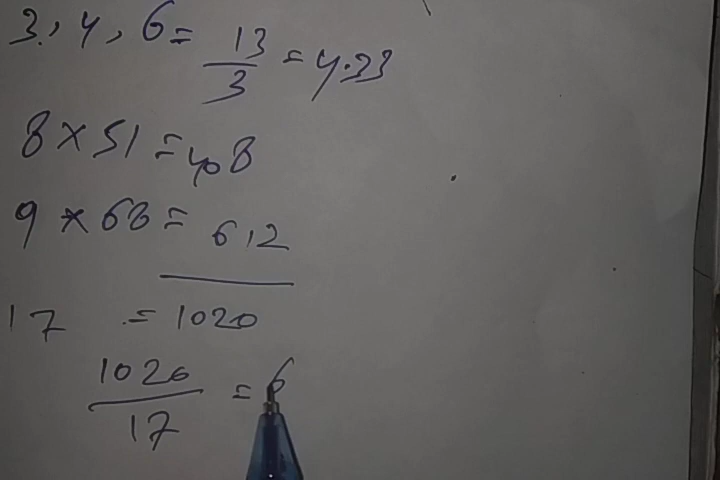 3, 4, 6 = 13/3 = 4.33
8 × 51 = 408
9 × 68 = 612
17 = 1020
1020/17 = 6